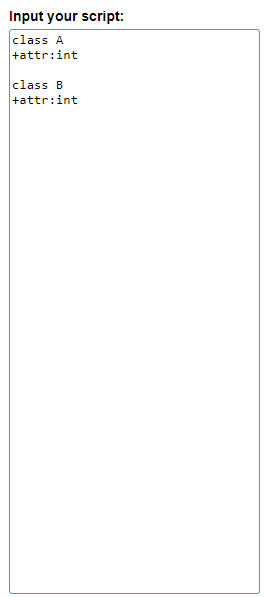 Input your script:
class A
+attr:int
class B
+attr:int